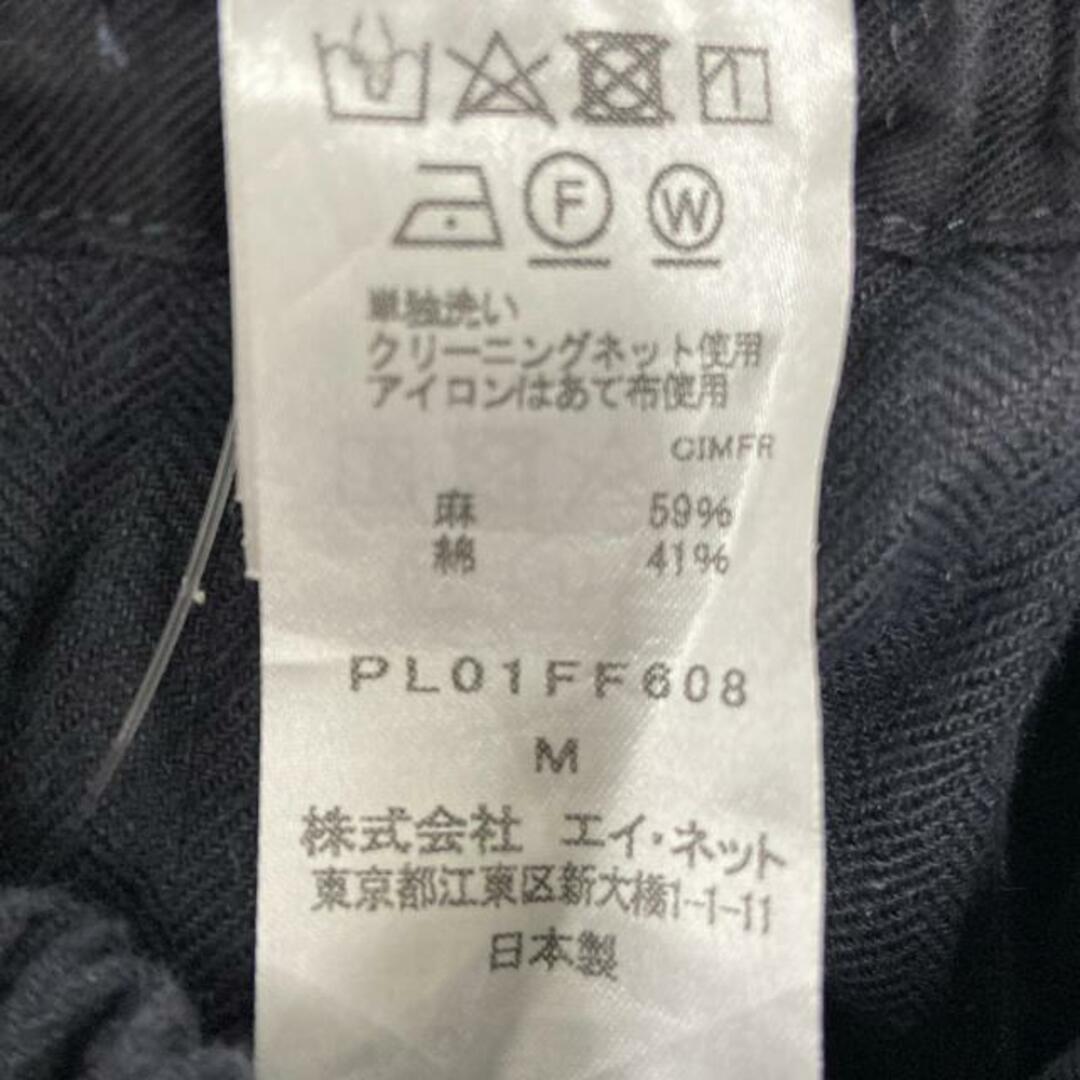 F W
単独洗い
クリーニングネット使用
アイロンはあて布使用
CIMFR
麻 59%
綿 41%
PL01FF608
M
株式会社 エイ・ネット
東京都江東区新大橋1-1-11
日本製